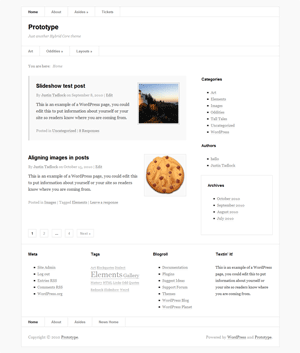 Home About Asides » Tickets
Prototype
Just another Hybrid News theme
Art Oddities » Layouts »
You are here: Home
Slideshow test post
By Justin Tadlock on September 8, 2010 | Edit
This is an example of a WordPress page, you could
edit this to put information about yourself or your
site so readers know where you are coming from.
Posted in Uncategorized | 2 Responses
Aligning images in posts
By Justin Tadlock on October 14, 2010 | Edit
This is an example of a WordPress page, you could edit this
to put information about yourself or your site so readers
know where you are coming from.
Posted in Images | Tagged Elements | Leave a response
1 2 … 3 Next »
Categories
Art
Elements
Images
Oddities
Tall Tales
Uncategorized
WordPress
Authors
Justin Tadlock
Archives
October 2010
September 2010
August 2010
July 2010
Meta
Site Admin
Log out
Entries RSS
Comments RSS
WordPress.org
Tags
Elements Gallery
Blogroll
Documentation
Plugins
Suggest Ideas
Support Forum
Themes
WordPress Blog
WordPress Planet
Textin' It!
This is an example of a
WordPress page, you could
edit this to put information
about yourself or your site
so readers know where you
are coming from.
Home About Asides »
Copyright © 2010 Prototype.
Powered by WordPress and Prototype.